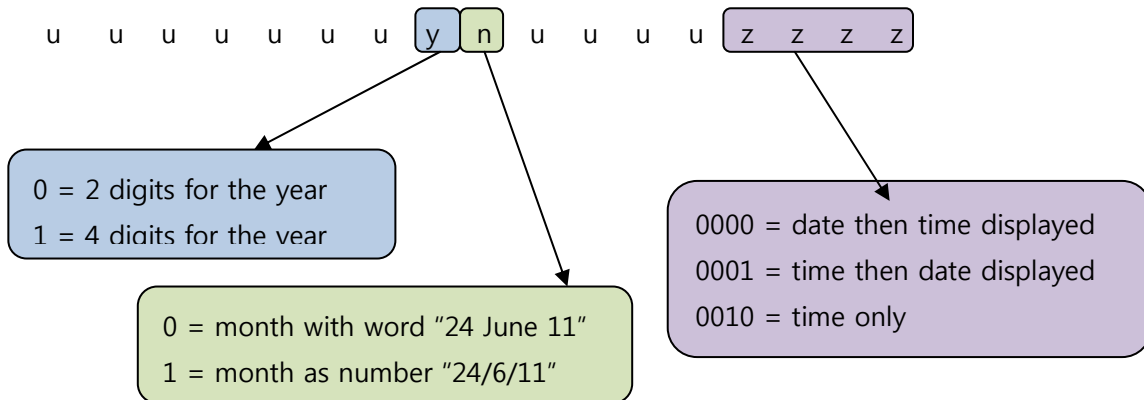 u u u u u u u y n u u u u z z z z
0 = 2 digits for the year
1 = 4 digits for the year
0 = month with word "24 June 11"
1 = month as number "24/6/11"
0000 = date then time displayed
0001 = time then date displayed
0010 = time only